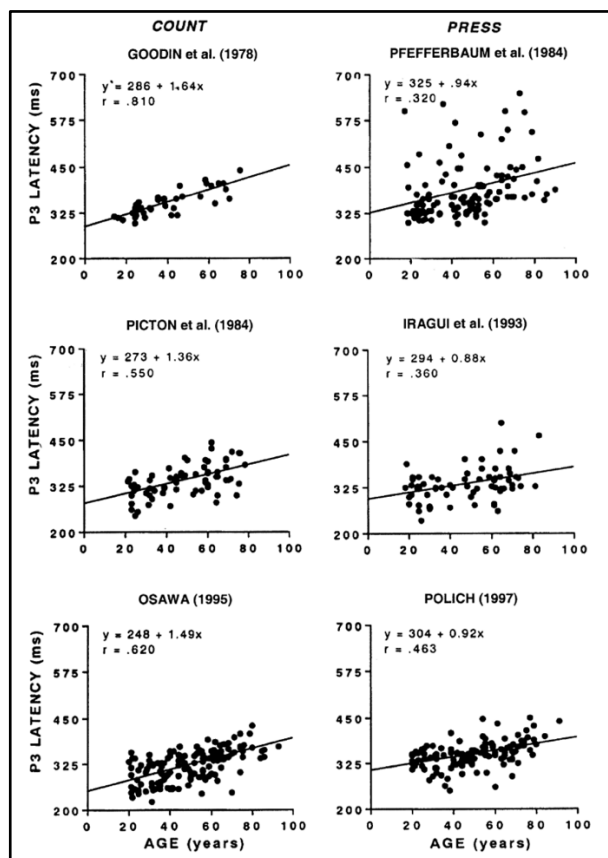 COUNT
GOODIN et al. (1978)
700
575
450
325
200
P3 LATENCY (ms)
y = 286 + 1.64x
r = .810
0 20 40 60 80 100
PRESS
PFEFFERBAUM et al. (1984)
700
575
450
325
200
y = 325 + .94x
r = .320
0 20 40 60 80 100
PICTON et al. (1984)
700
575
450
325
200
P3 LATENCY (ms)
y = 273 + 1.36x
r = .550
0 20 40 60 80 100
IRAGUI et al. (1993)
700
575
450
325
200
y = 294 + 0.88x
r = .360
0 20 40 60 80 100
OSAWA (1995)
700
575
450
325
200
P3 LATENCY (ms)
y = 248 + 1.49x
r = .620
0 20 40 60 80 100
AGE (years)
POLICH (1997)
700
575
450
325
200
y = 304 + 0.92x
r = .463
0 20 40 60 80 100
AGE (years)